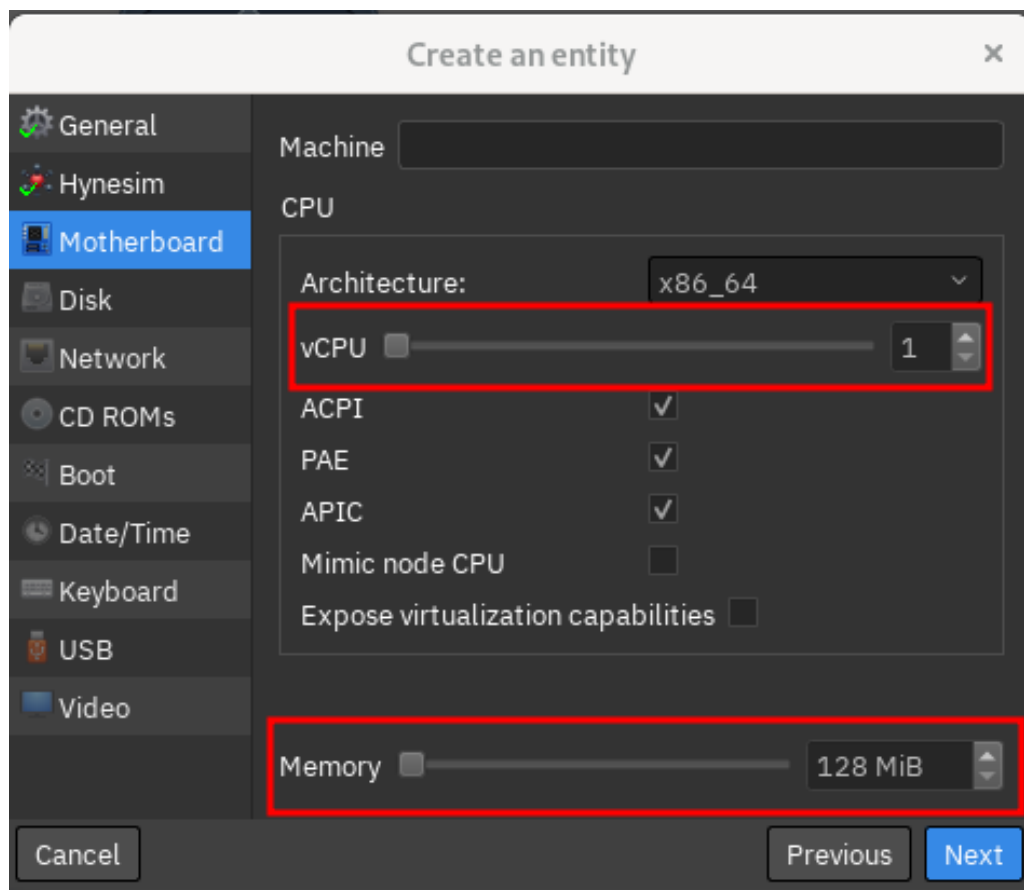 Create an entity
General
Hynesim
Motherboard
Disk
Network
CD ROMs
Boot
Date/Time
Keyboard
USB
Video
Machine
CPU
Architecture: x86_64
vCPU 1
ACPI
PAE
APIC
Mimic node CPU
Expose virtualization capabilities
Memory 128 MiB
Cancel Previous Next